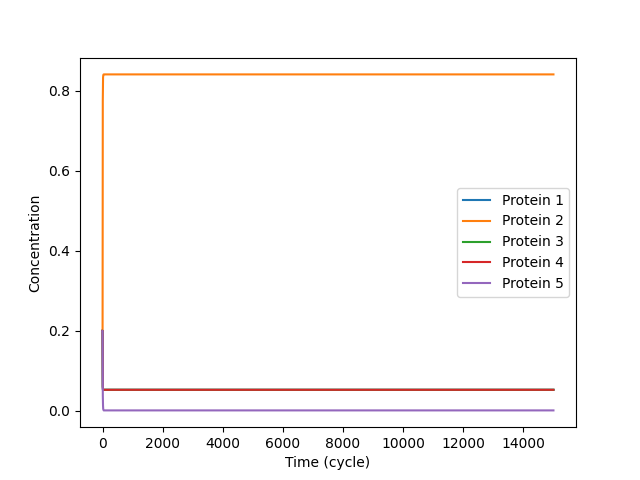 Concentration
0.8
0.6
0.4
0.2
0.0
Protein 1
Protein 2
Protein 3
Protein 4
Protein 5
0 2000 4000 6000 8000 10000 12000 14000
Time (cycle)